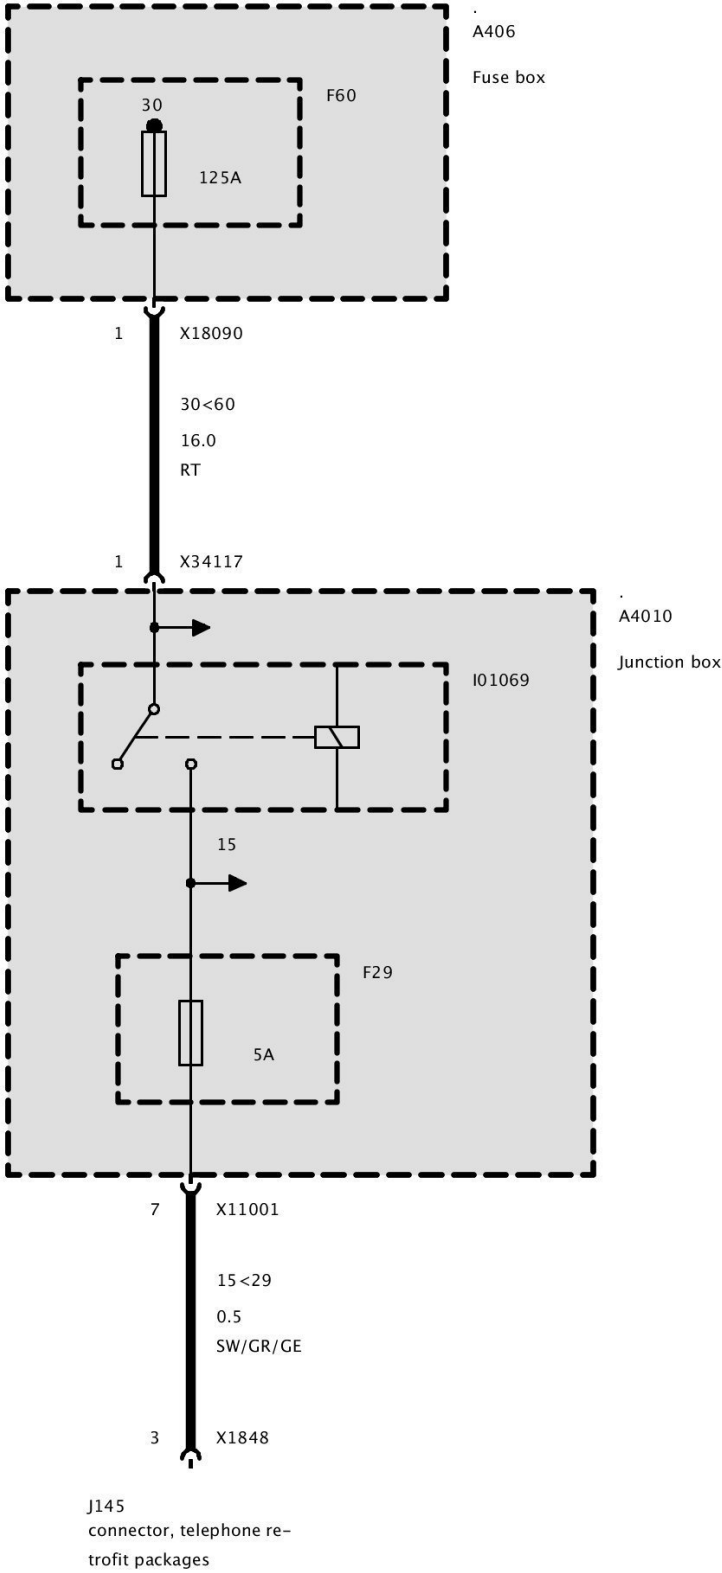 .
A406
Fuse box
F60
30
125A
1 X18090
30<60
16.0
RT
1 X34117
.
A4010
Junction box
I01069
15
F29
5A
7 X11001
15<29
0.5
SW/GR/GE
3 X1848
J145
connector, telephone re-
trofit packages